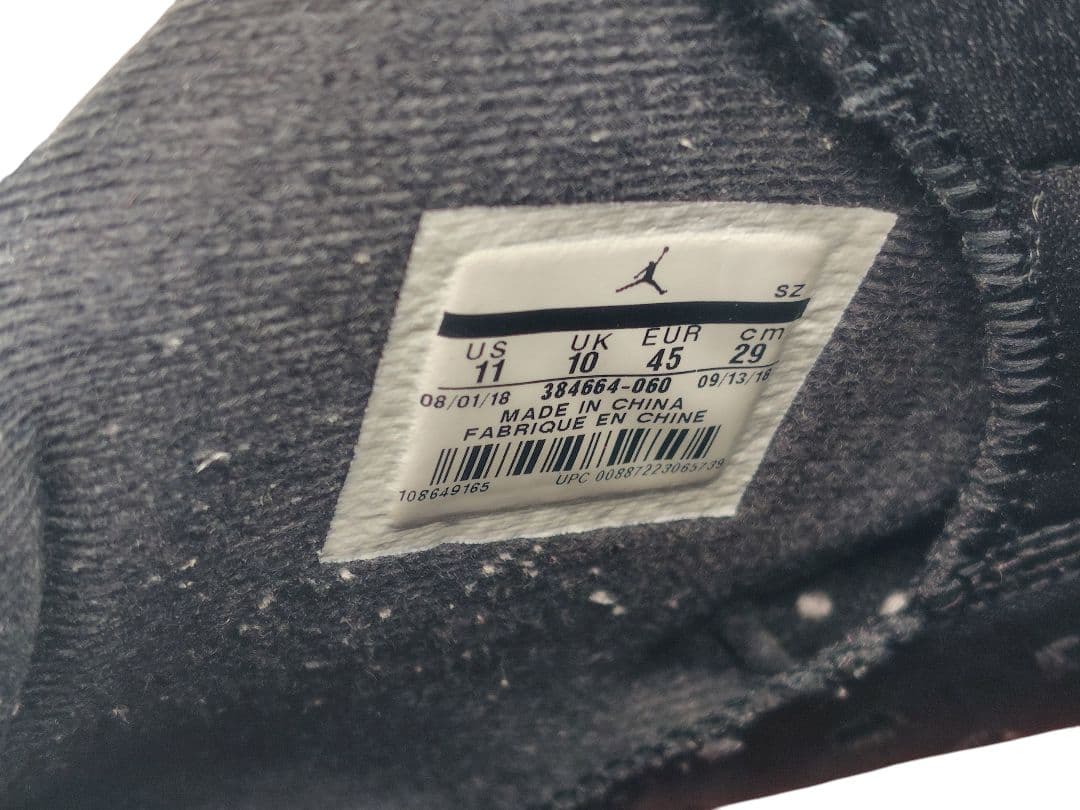 SZ
US UK EUR cm
11 10 45 29
08/01/18 384664-060 09/13/18
MADE IN CHINA
FABRIQUE EN CHINE
108649165 UPC 00887223065739